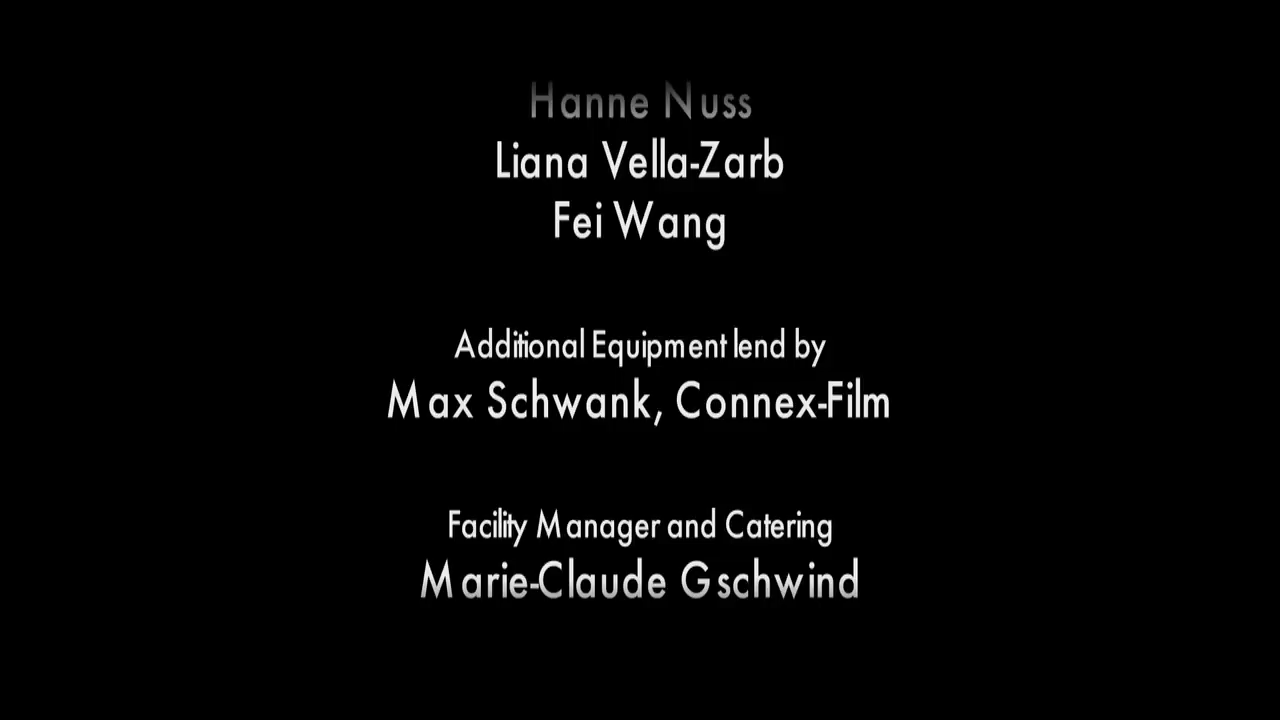 Hanne Nuss
Liana Vella-Zarb
Fei Wang
Additional Equipment lend by
Max Schwank, Connex-Film
Facility Manager and Catering
Marie-Claude Gschwind